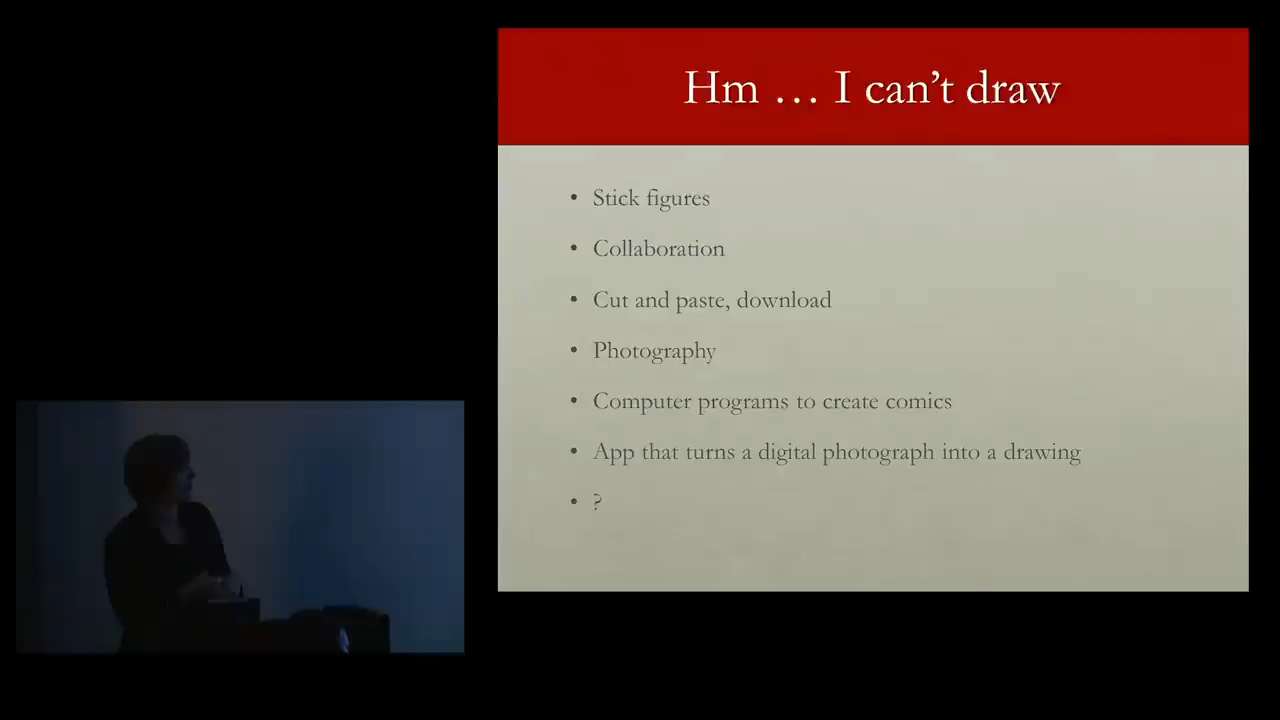 Hm … I can’t draw
• Stick figures
• Collaboration
• Cut and paste, download
• Photography
• Computer programs to create comics
• App that turns a digital photograph into a drawing
• ?